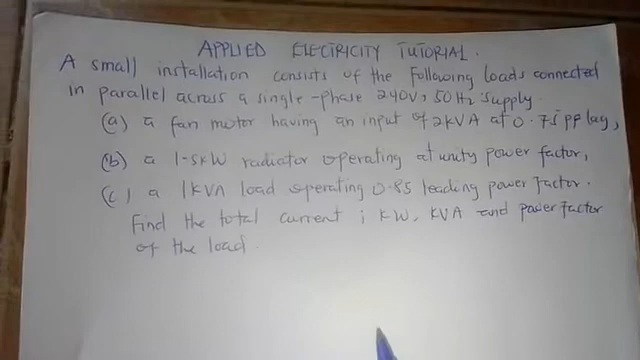 APPLIED ELECTRICITY TUTORIAL.
A small installation consists of the following loads connected
in parallel across a single-phase 240V, 50Hz supply.
(a) a fan motor having an input of 2KVA at 0.75 pp lag,
(b) a 1-5KW radiator operating at unity power factor,
(c) a 1KVA load operating 0.85 leading power factor.
Find the total current ; KW, KVA and power factor
of the load.